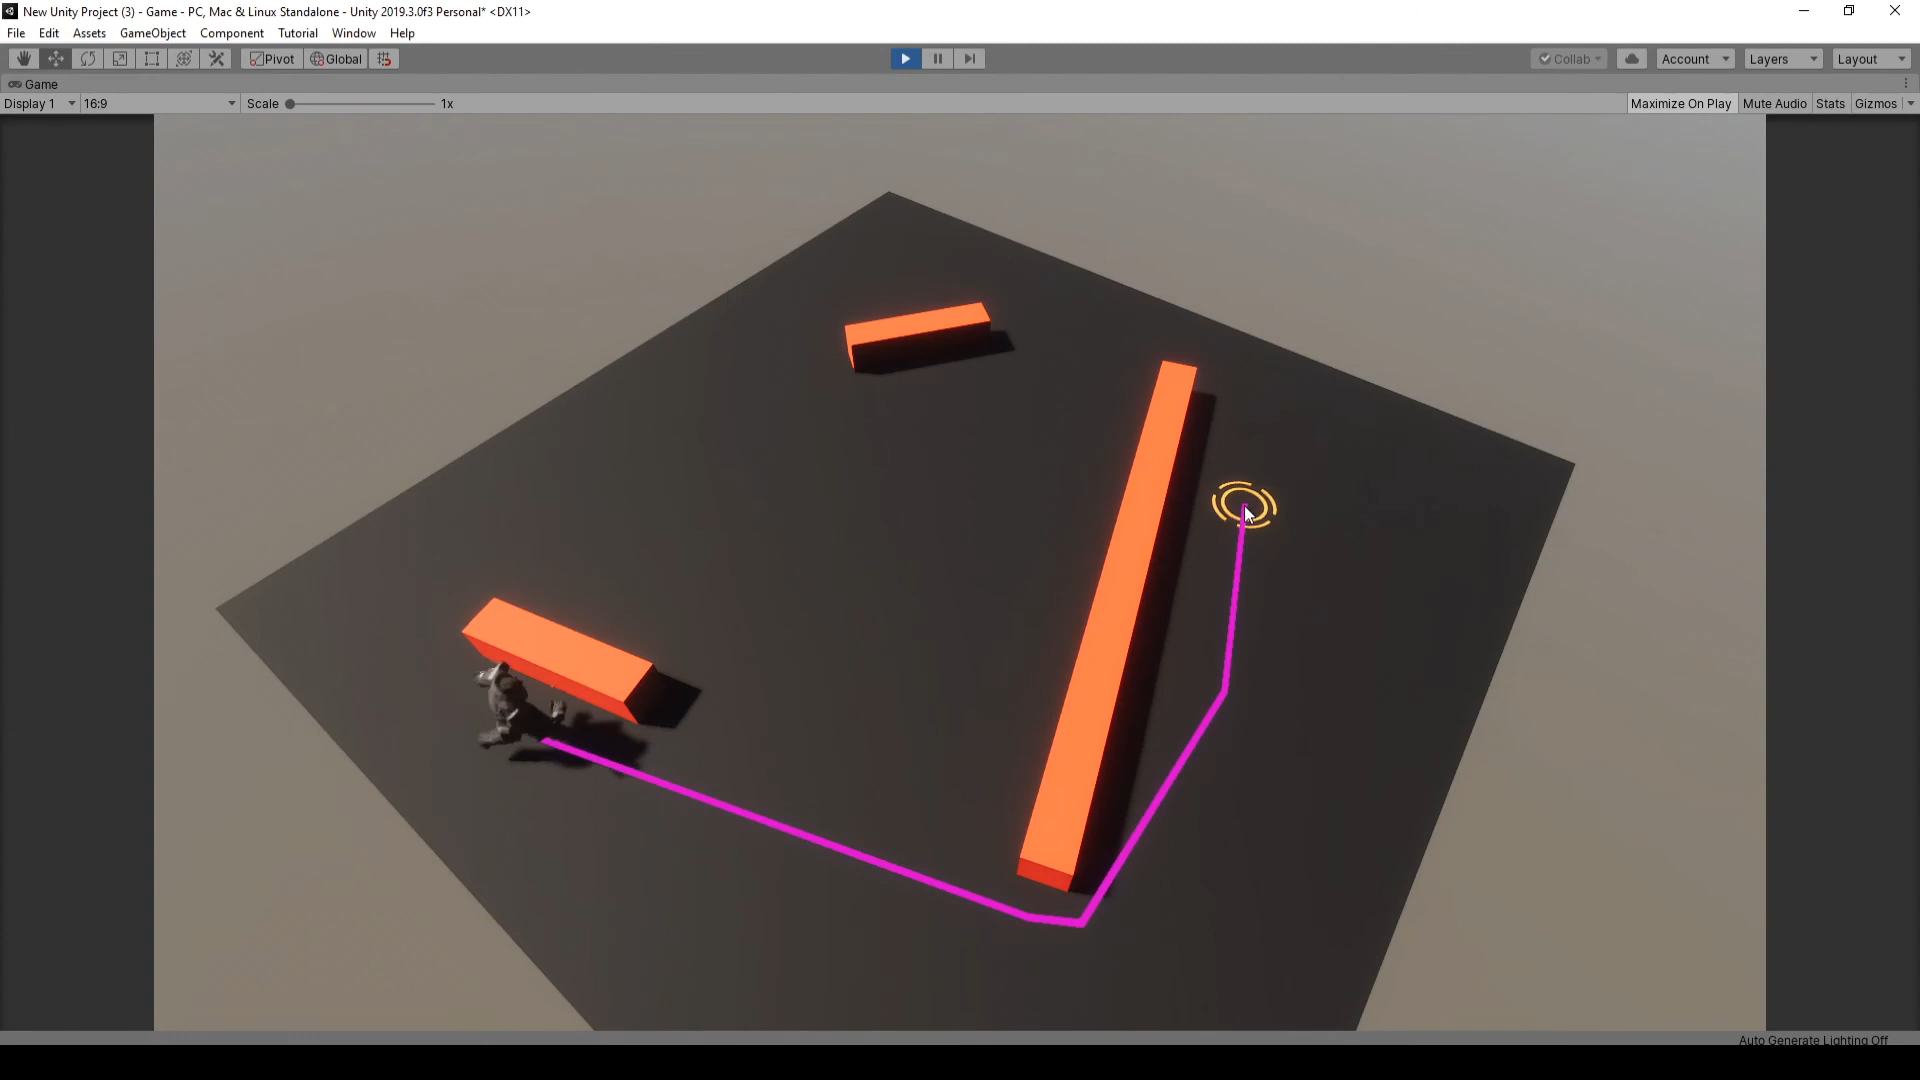 New Unity Project (3) - Game - PC, Mac & Linux Standalone - Unity 2019.3.0f3 Personal* <DX11>
File Edit Assets GameObject Component Tutorial Window Help
Pivot Global Collab Account Layers Layout
Game
Display 1 16:9 Scale 1x Maximize On Play Mute Audio Stats Gizmos
Auto Generate Lighting Off